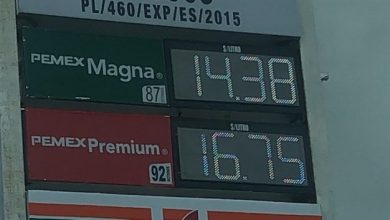 PL/460/EXP/ES/2015
PEMEX Magna®
87
$/LITRO
14.38
PEMEX Premium®
92
$/LITRO
16.75